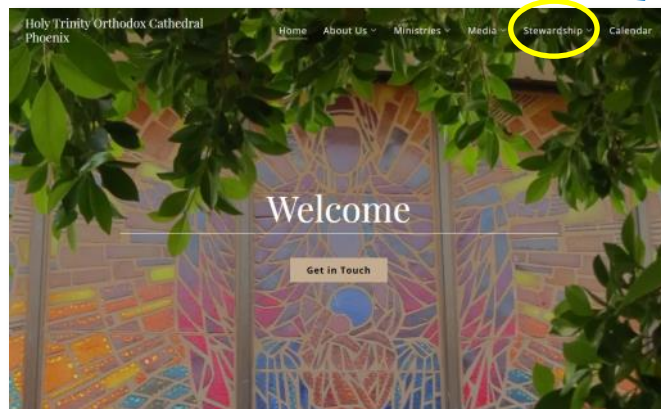 Holy Trinity Orthodox Cathedral
Phoenix
Home About Us Ministries Media Stewardship Calendar
Welcome
Get in Touch